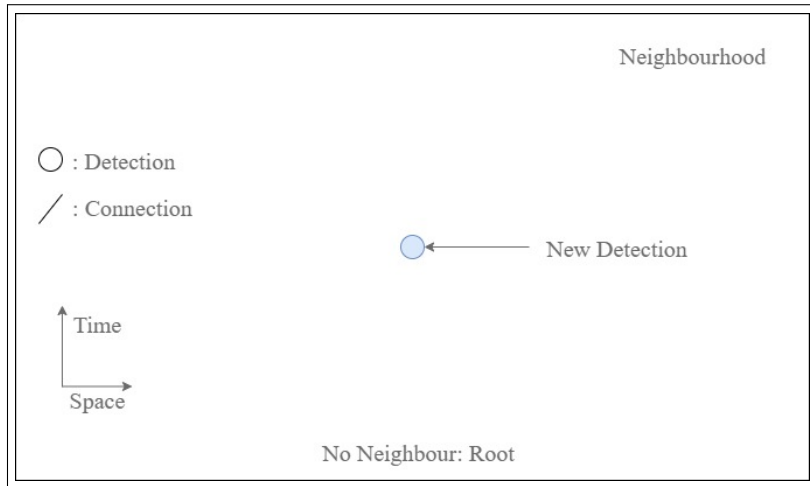 Neighbourhood
: Detection
: Connection
New Detection
Time
Space
No Neighbour: Root